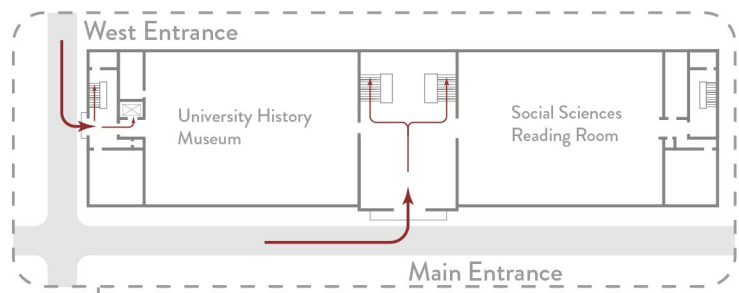 West Entrance
University History
Museum
Social Sciences
Reading Room
Main Entrance